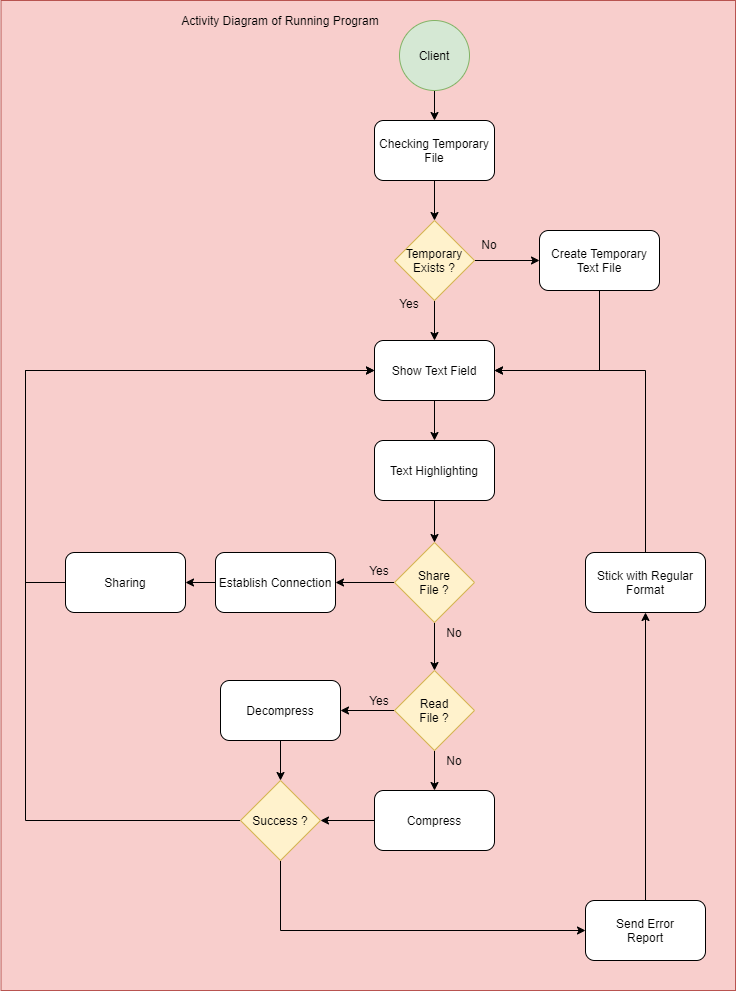 Activity Diagram of Running Program
Client
Checking Temporary
File
Temporary
Exists ?
No
Create Temporary
Text File
Yes
Show Text Field
Text Highlighting
Share
File ?
Yes
Establish Connection
Sharing
Stick with Regular
Format
No
Read
File ?
Yes
Decompress
No
Compress
Success ?
Send Error
Report